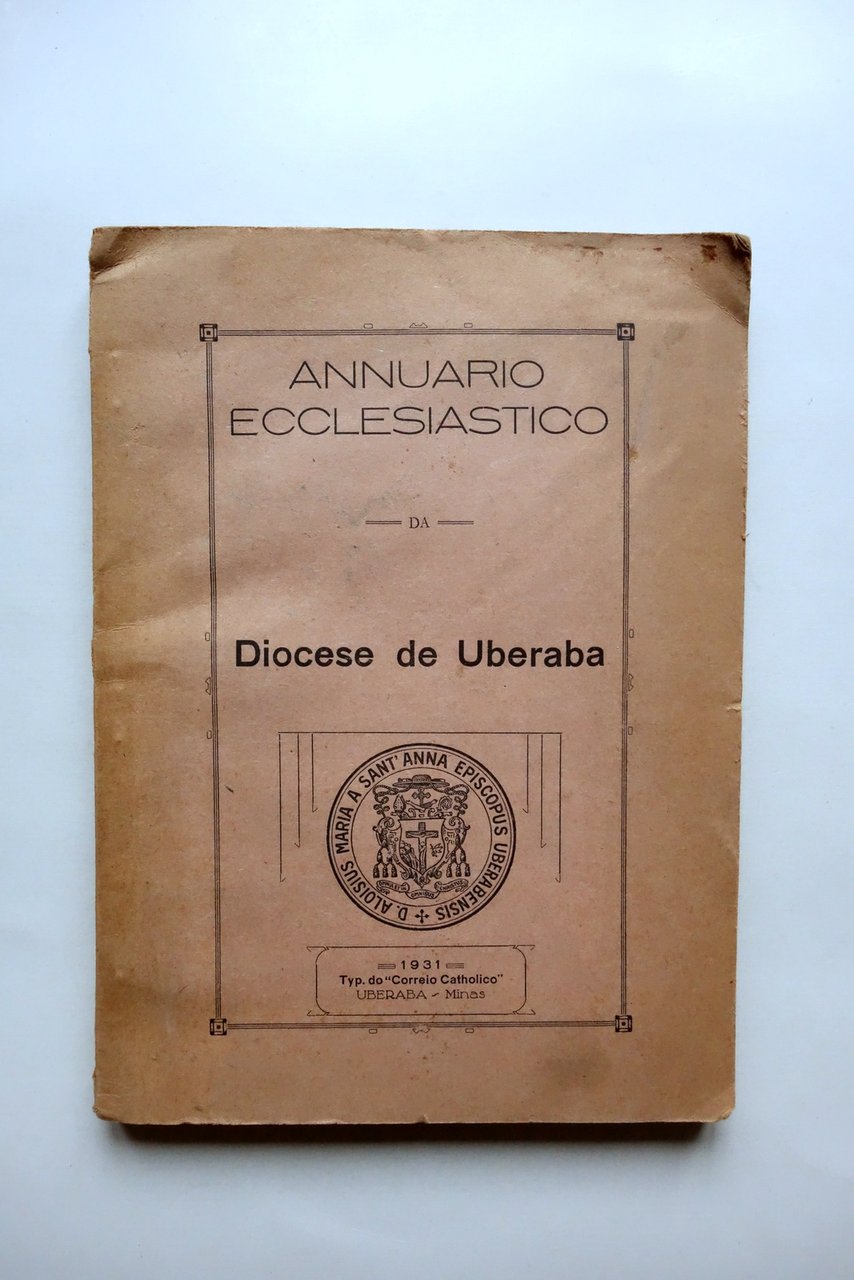 ANNUARIO
ECCLESIASTICO
DA
Diocese de Uberaba
D. ALOISIUS MARIA A SANT'ANNA EPISCOPUS UBERABENSIS
1931
Typ. do "Correio Catholico"
UBERABA - Minas